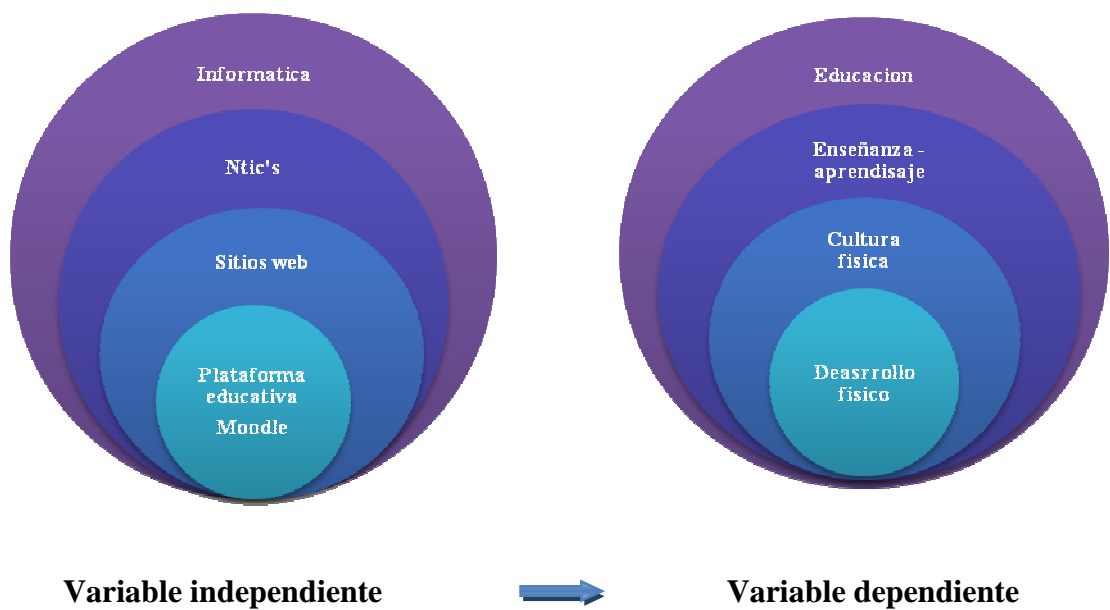 Informatica
Ntic's
Sitios web
Plataforma
educativa
Moodle
Educacion
Enseñanza -
aprendisaje
Cultura
fisica
Deasrrollo
fisico
Variable independiente
Variable dependiente